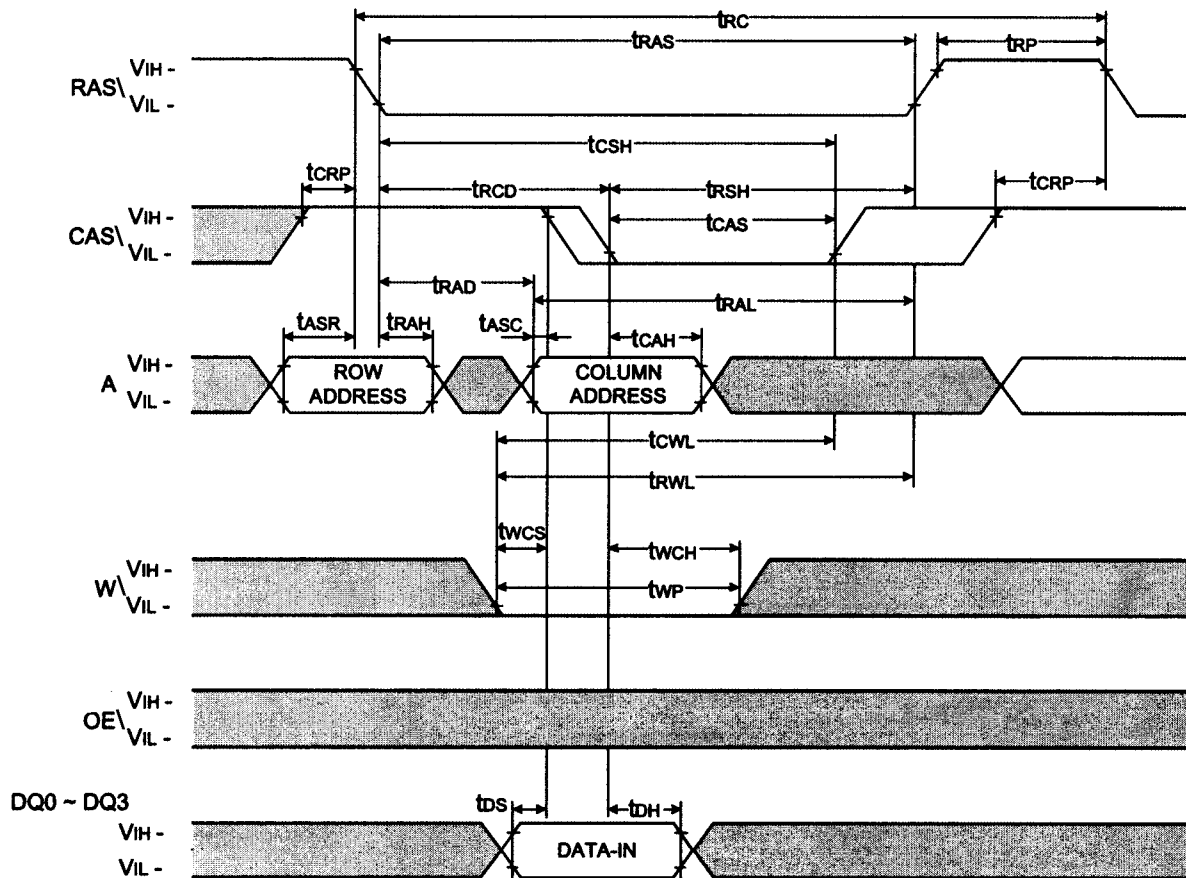 tRC
tRAS
tRP
RAS\
VIH -
VIL -
tCSH
tCRP
tRCD
tRSH
tCRP
CAS\
VIH -
VIL -
tCAS
tRAD
tRAL
tASR
tRAH
tASC
tCAH
A
VIH -
VIL -
ROW
ADDRESS
COLUMN
ADDRESS
tCWL
tRWL
tWCS
tWCH
W\
VIH -
VIL -
tWP
OE\
VIH -
VIL -
DQ0 ~ DQ3
tDS
tDH
VIH -
VIL -
DATA-IN